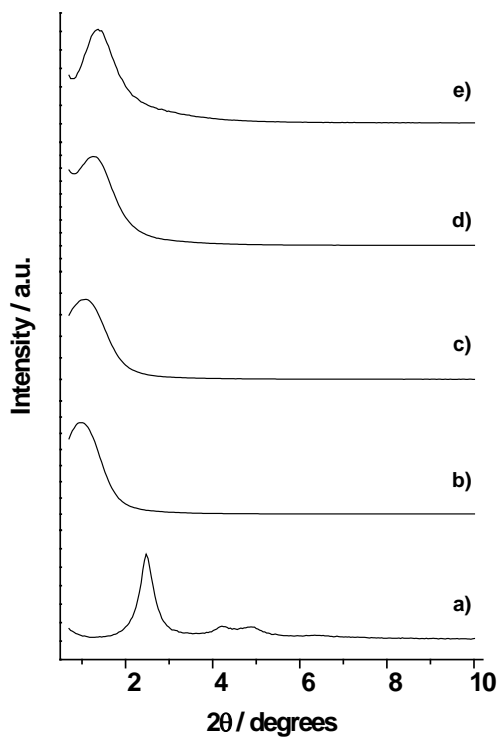 e)
d)
c)
b)
a)
Intensity / a.u.
2 4 6 8 10
2θ / degrees